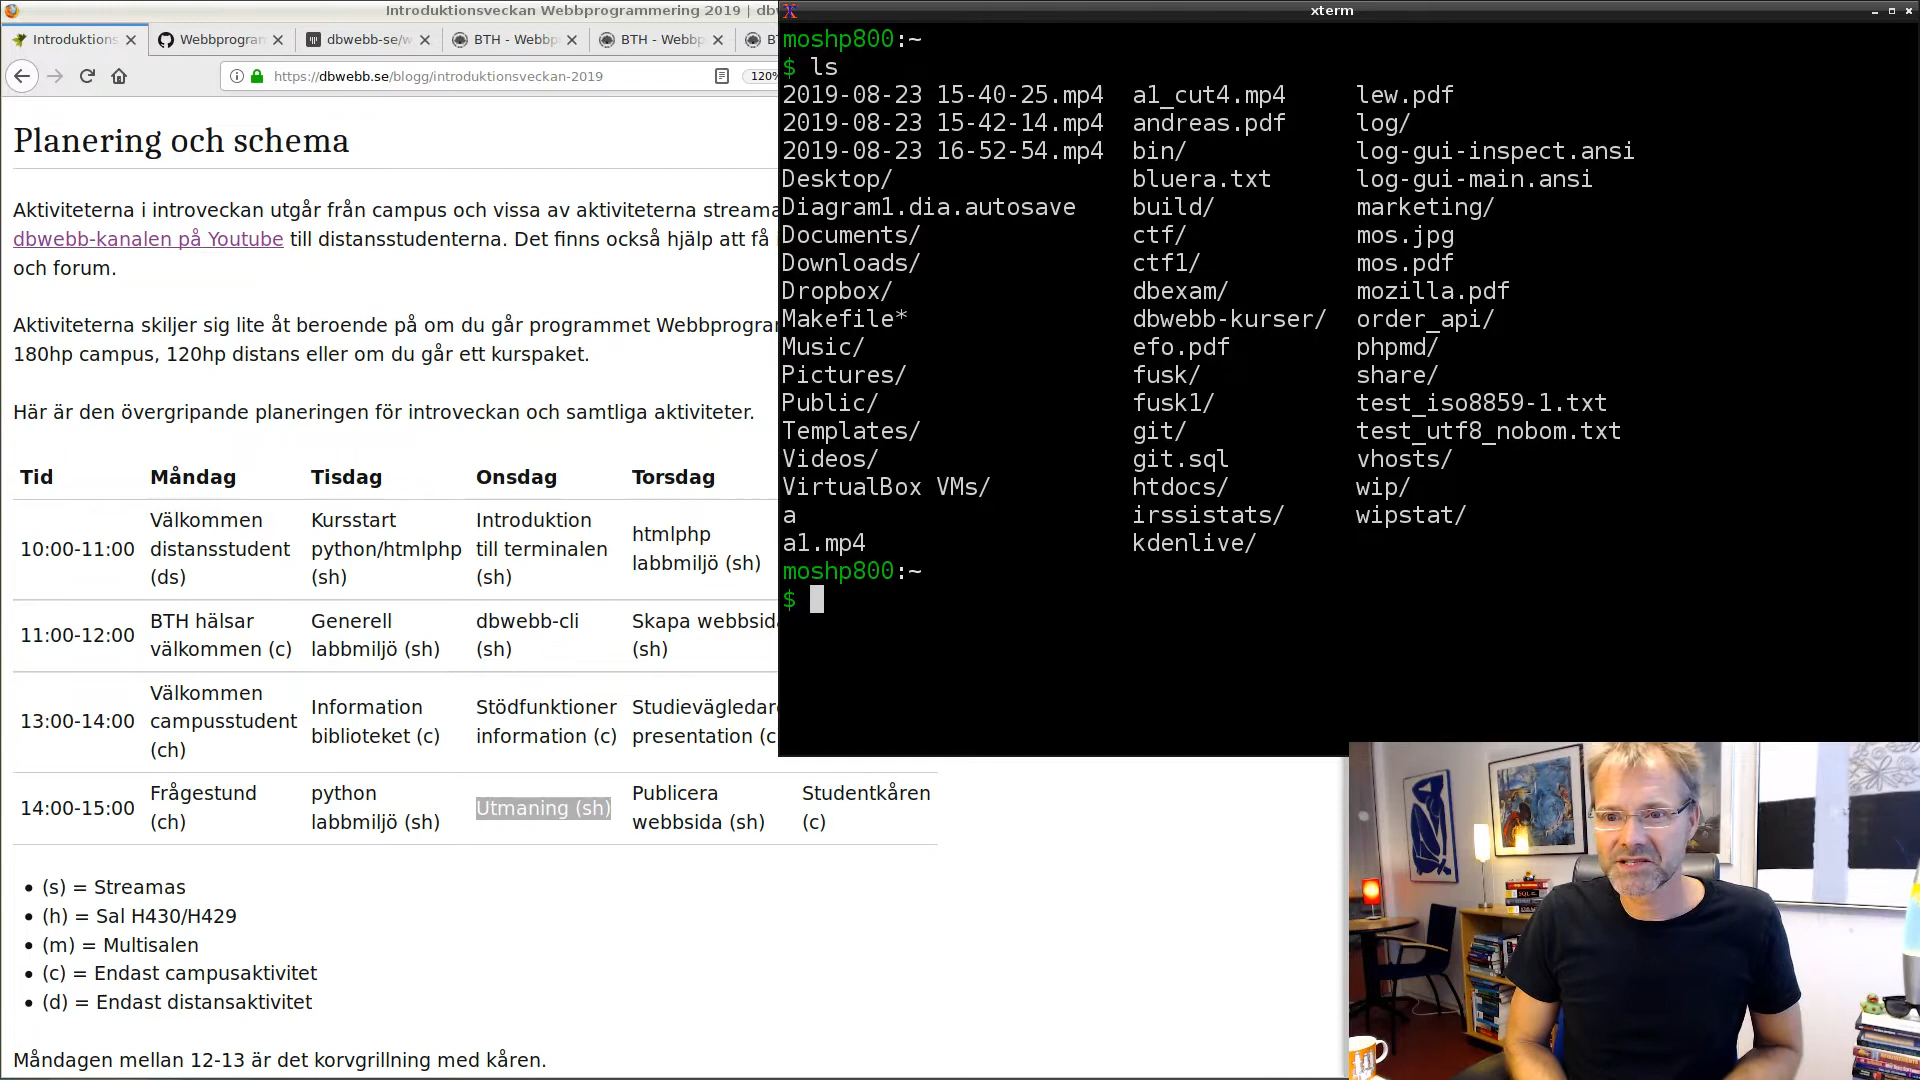 Introduktionsveckan Webbprogrammering 2019 | dbw
Introduktions
Webbprogram
dbwebb-se/w
BTH - Webbp
BTH - Webbp
BT
https://dbwebb.se/blogg/introduktionsveckan-2019
120%
Planering och schema
Aktiviteterna i introveckan utgår från campus och vissa av aktiviteterna streama
dbwebb-kanalen på Youtube till distansstudenterna. Det finns också hjälp att få
och forum.
Aktiviteterna skiljer sig lite åt beroende på om du går programmet Webbprogra
180hp campus, 120hp distans eller om du går ett kurspaket.
Här är den övergripande planeringen för introveckan och samtliga aktiviteter.
Tid Måndag Tisdag Onsdag Torsdag
10:00-11:00
Välkommen
distansstudent
(ds)
Kursstart
python/htmlphp
(sh)
Introduktion
till terminalen
(sh)
htmlphp
labbmiljö (sh)
11:00-12:00
BTH hälsar
välkommen (c)
Generell
labbmiljö (sh)
dbwebb-cli
(sh)
Skapa webbsida
(sh)
13:00-14:00
Välkommen
campusstudent
(ch)
Information
biblioteket (c)
Stödfunktioner
information (c)
Studievägledare
presentation (c
14:00-15:00
Frågestund
(ch)
python
labbmiljö (sh)
Utmaning (sh)
Publicera
webbsida (sh)
Studentkåren
(c)
• (s) = Streamas
• (h) = Sal H430/H429
• (m) = Multisalen
• (c) = Endast campusaktivitet
• (d) = Endast distansaktivitet
Måndagen mellan 12-13 är det korvgrillning med kåren.
xterm
moshp800:~
$ ls
2019-08-23 15-40-25.mp4 a1_cut4.mp4 lew.pdf
2019-08-23 15-42-14.mp4 andreas.pdf log/
2019-08-23 16-52-54.mp4 bin/ log-gui-inspect.ansi
Desktop/ bluera.txt log-gui-main.ansi
Diagram1.dia.autosave build/ marketing/
Documents/ ctf/ mos.jpg
Downloads/ ctf1/ mos.pdf
Dropbox/ dbexam/ mozilla.pdf
Makefile* dbwebb-kurser/ order_api/
Music/ efo.pdf phpmd/
Pictures/ fusk/ share/
Public/ fusk1/ test_iso8859-1.txt
Templates/ git/ test_utf8_nobom.txt
Videos/ git.sql vhosts/
VirtualBox VMs/ htdocs/ wip/
a irssistats/ wipstat/
a1.mp4 kdenlive/
moshp800:~
$